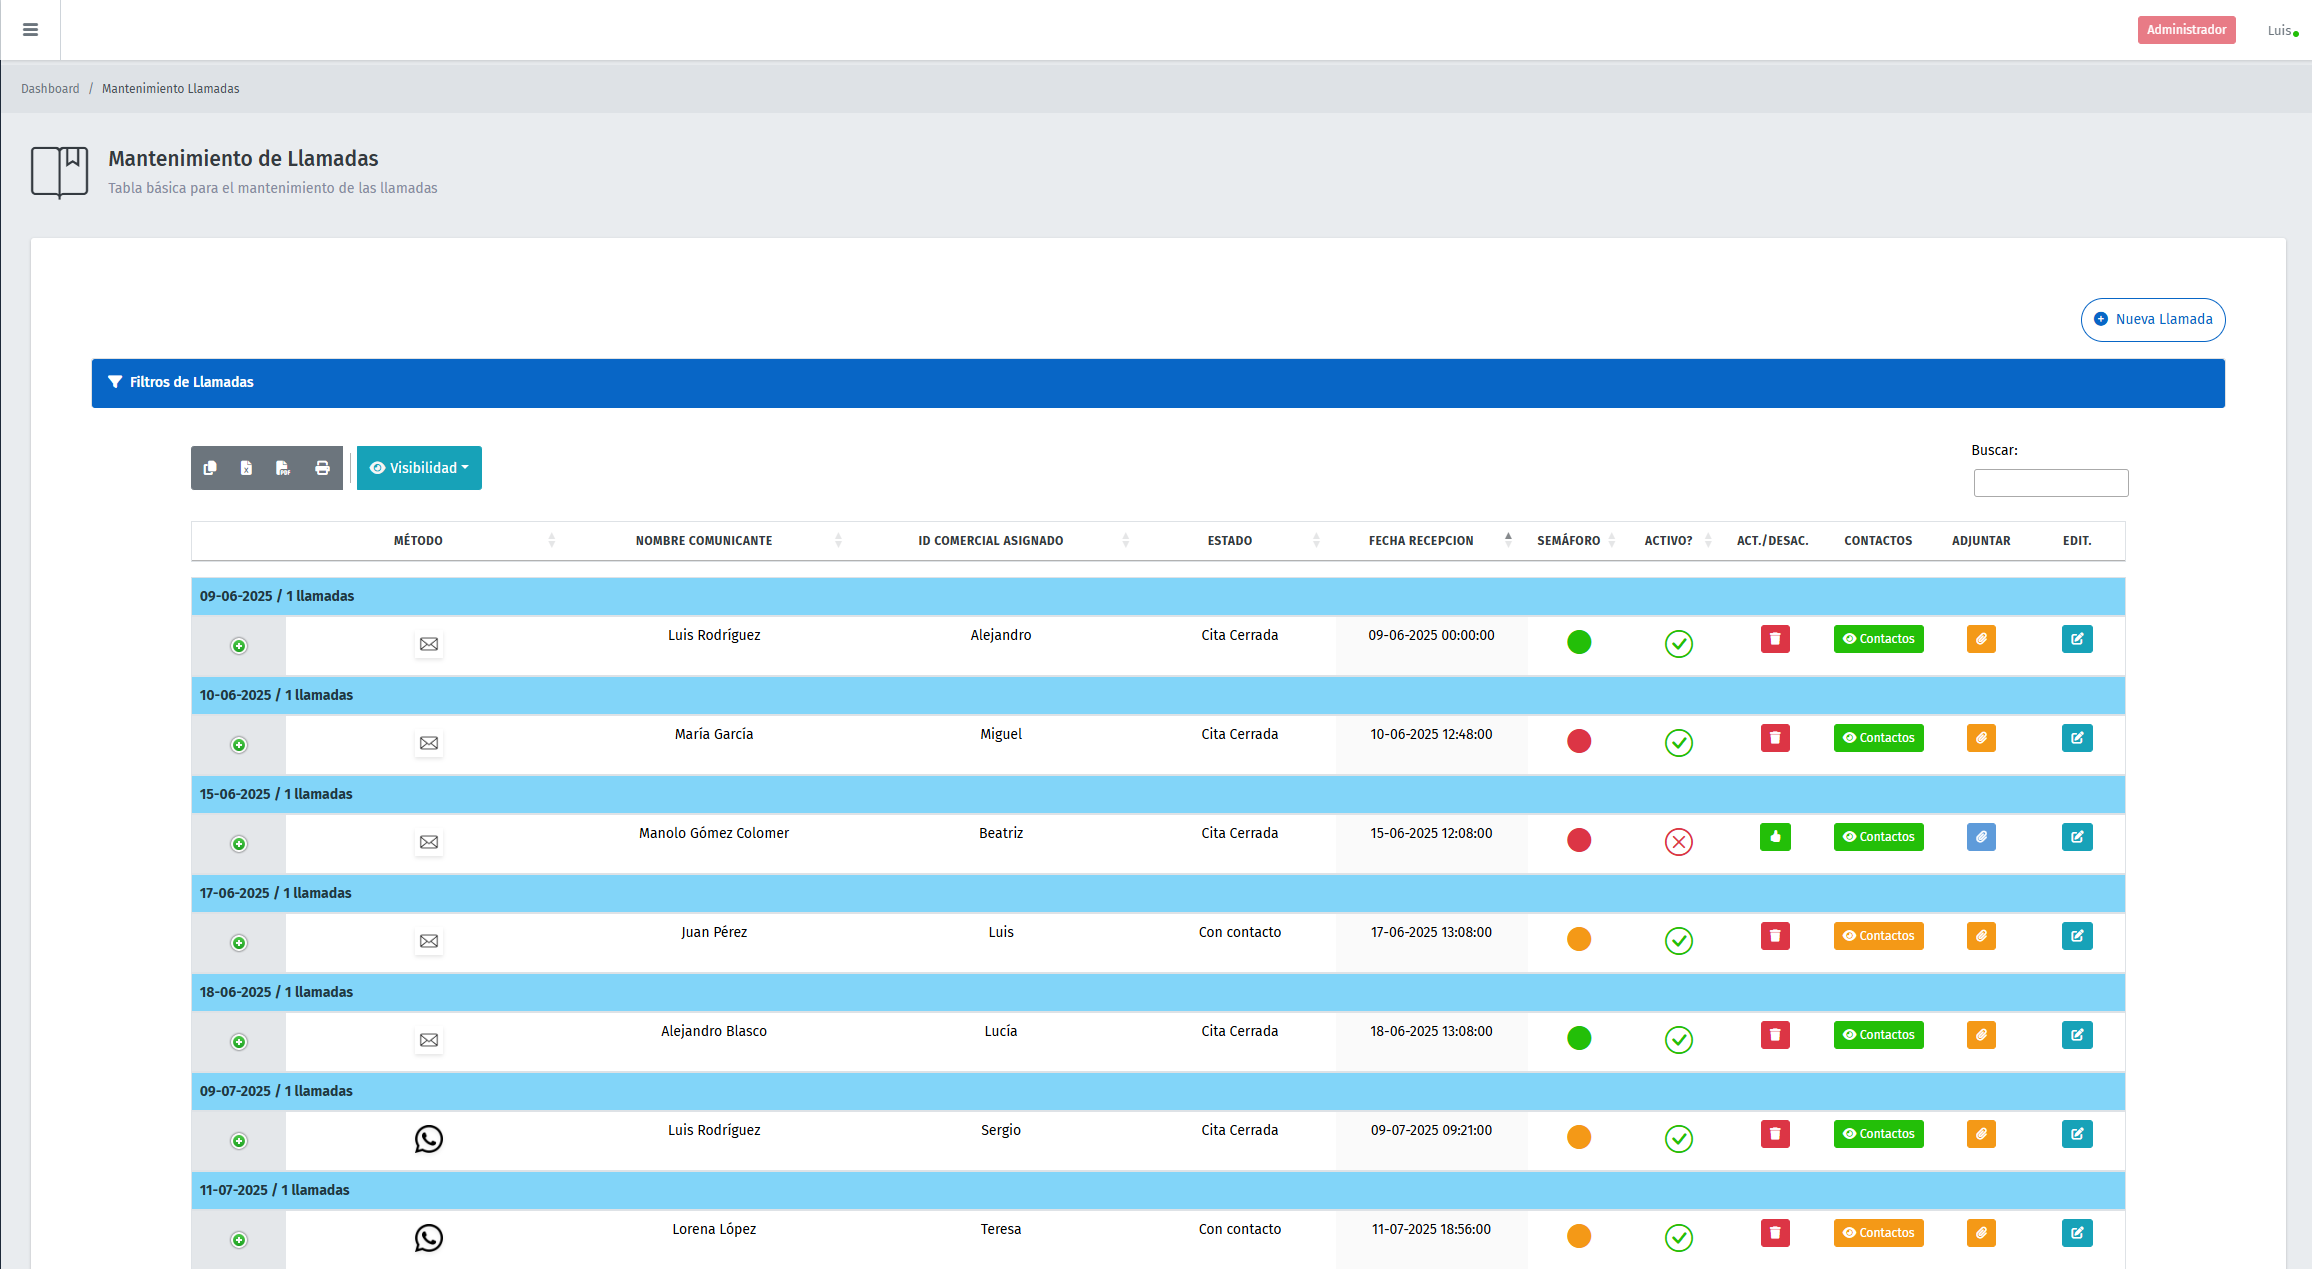 Administrador
Luis
Dashboard / Mantenimiento Llamadas
Mantenimiento de Llamadas
Tabla básica para el mantenimiento de las llamadas
Nueva Llamada
Filtros de Llamadas
Visibilidad
Buscar:
MÉTODO NOMBRE COMUNICANTE ID COMERCIAL ASIGNADO ESTADO FECHA RECEPCION SEMÁFORO ACTIVO? ACT./DESAC. CONTACTOS ADJUNTAR EDIT.
09-06-2025 / 1 llamadas
Luis Rodríguez Alejandro Cita Cerrada 09-06-2025 00:00:00 Contactos
10-06-2025 / 1 llamadas
María García Miguel Cita Cerrada 10-06-2025 12:48:00 Contactos
15-06-2025 / 1 llamadas
Manolo Gómez Colomer Beatriz Cita Cerrada 15-06-2025 12:08:00 Contactos
17-06-2025 / 1 llamadas
Juan Pérez Luis Con contacto 17-06-2025 13:08:00 Contactos
18-06-2025 / 1 llamadas
Alejandro Blasco Lucía Cita Cerrada 18-06-2025 13:08:00 Contactos
09-07-2025 / 1 llamadas
Luis Rodríguez Sergio Cita Cerrada 09-07-2025 09:21:00 Contactos
11-07-2025 / 1 llamadas
Lorena López Teresa Con contacto 11-07-2025 18:56:00 Contactos